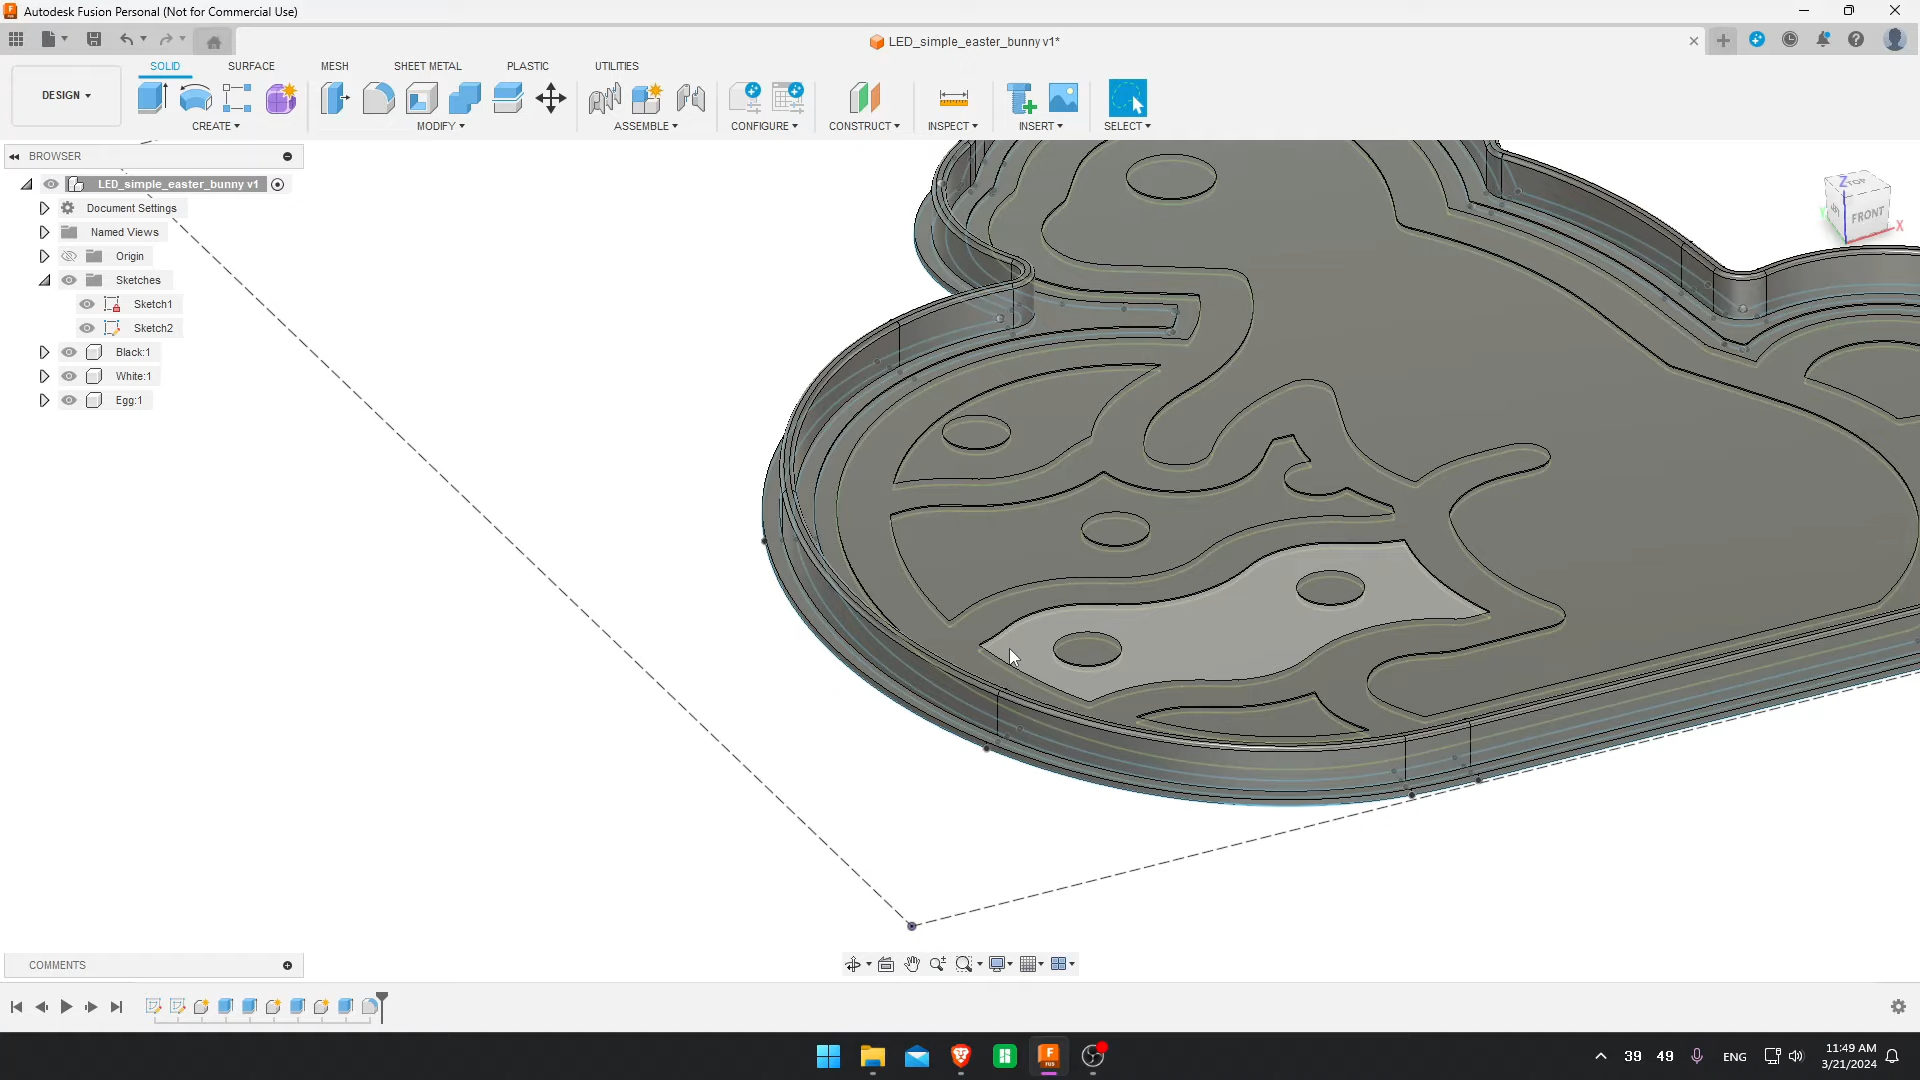 Autodesk Fusion Personal (Not for Commercial Use)
LED_simple_easter_bunny v1*
SOLID
SURFACE
MESH
SHEET METAL
PLASTIC
UTILITIES
DESIGN
CREATE
MODIFY
ASSEMBLE
CONFIGURE
CONSTRUCT
INSPECT
INSERT
SELECT
BROWSER
LED_simple_easter_bunny v1
Document Settings
Named Views
Origin
Sketches
Sketch1
Sketch2
Black:1
White:1
Egg:1
Z
TOP
FRONT
X
COMMENTS
39 49 ENG 11:49 AM
3/21/2024